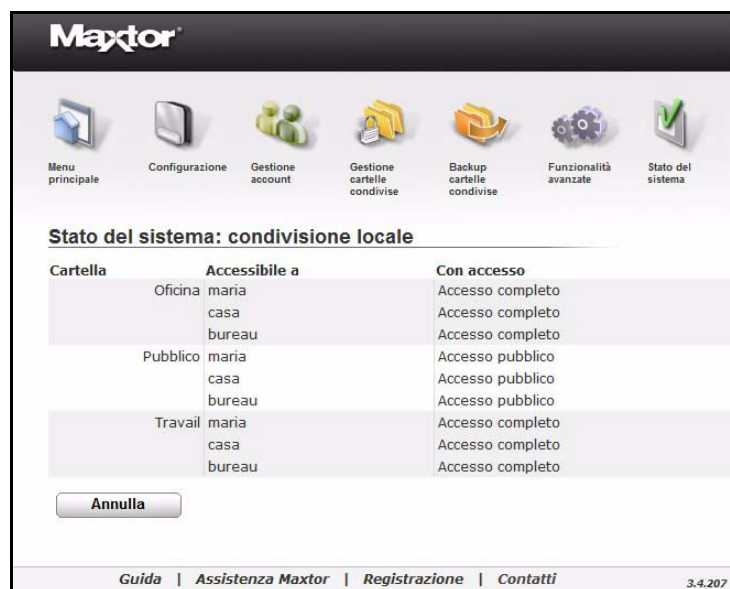 Maxtor
Menu principale
Configurazione
Gestione account
Gestione cartelle condivise
Backup cartelle condivise
Funzionalità avanzate
Stato del sistema
Stato del sistema: condivisione locale
Cartella Accessibile a Con accesso
Oficina maria Accesso completo
casa Accesso completo
bureau Accesso completo
Pubblico maria Accesso pubblico
casa Accesso pubblico
bureau Accesso pubblico
Travail maria Accesso completo
casa Accesso completo
bureau Accesso completo
Annulla
Guida | Assistenza Maxtor | Registrazione | Contatti 3.4.207